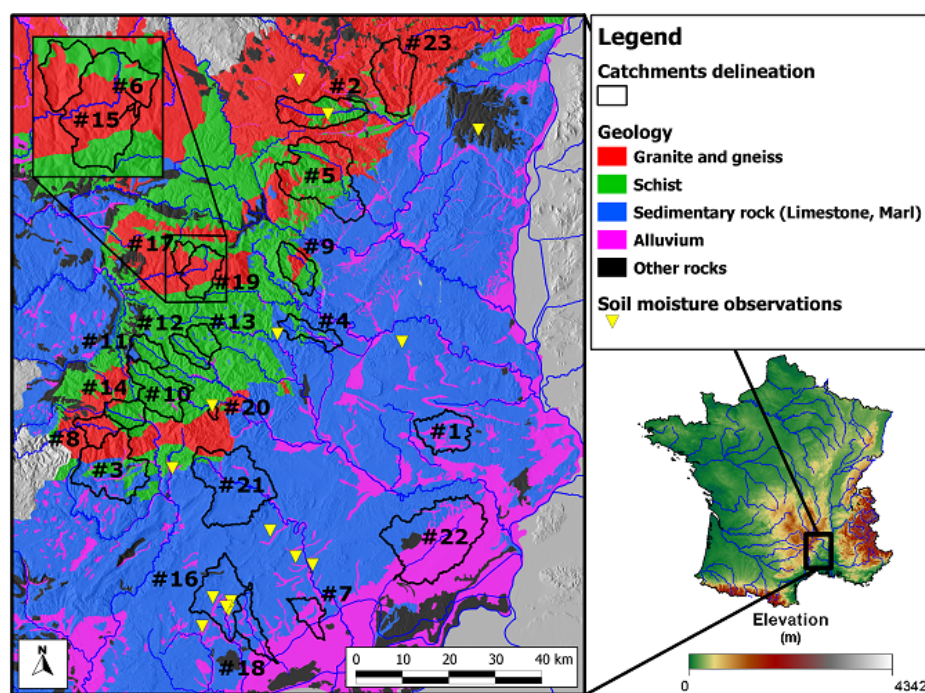 #23
#6
#2
#15
#5
#17
#9
#19
#12
#13
#4
#11
#14
#10
#20
#8
#1
#3
#21
#22
#16
#7
#18
N
0 10 20 30 40 km
Legend
Catchments delineation
Geology
Granite and gneiss
Schist
Sedimentary rock (Limestone, Marl)
Alluvium
Other rocks
Soil moisture observations
Elevation
(m)
0 4342